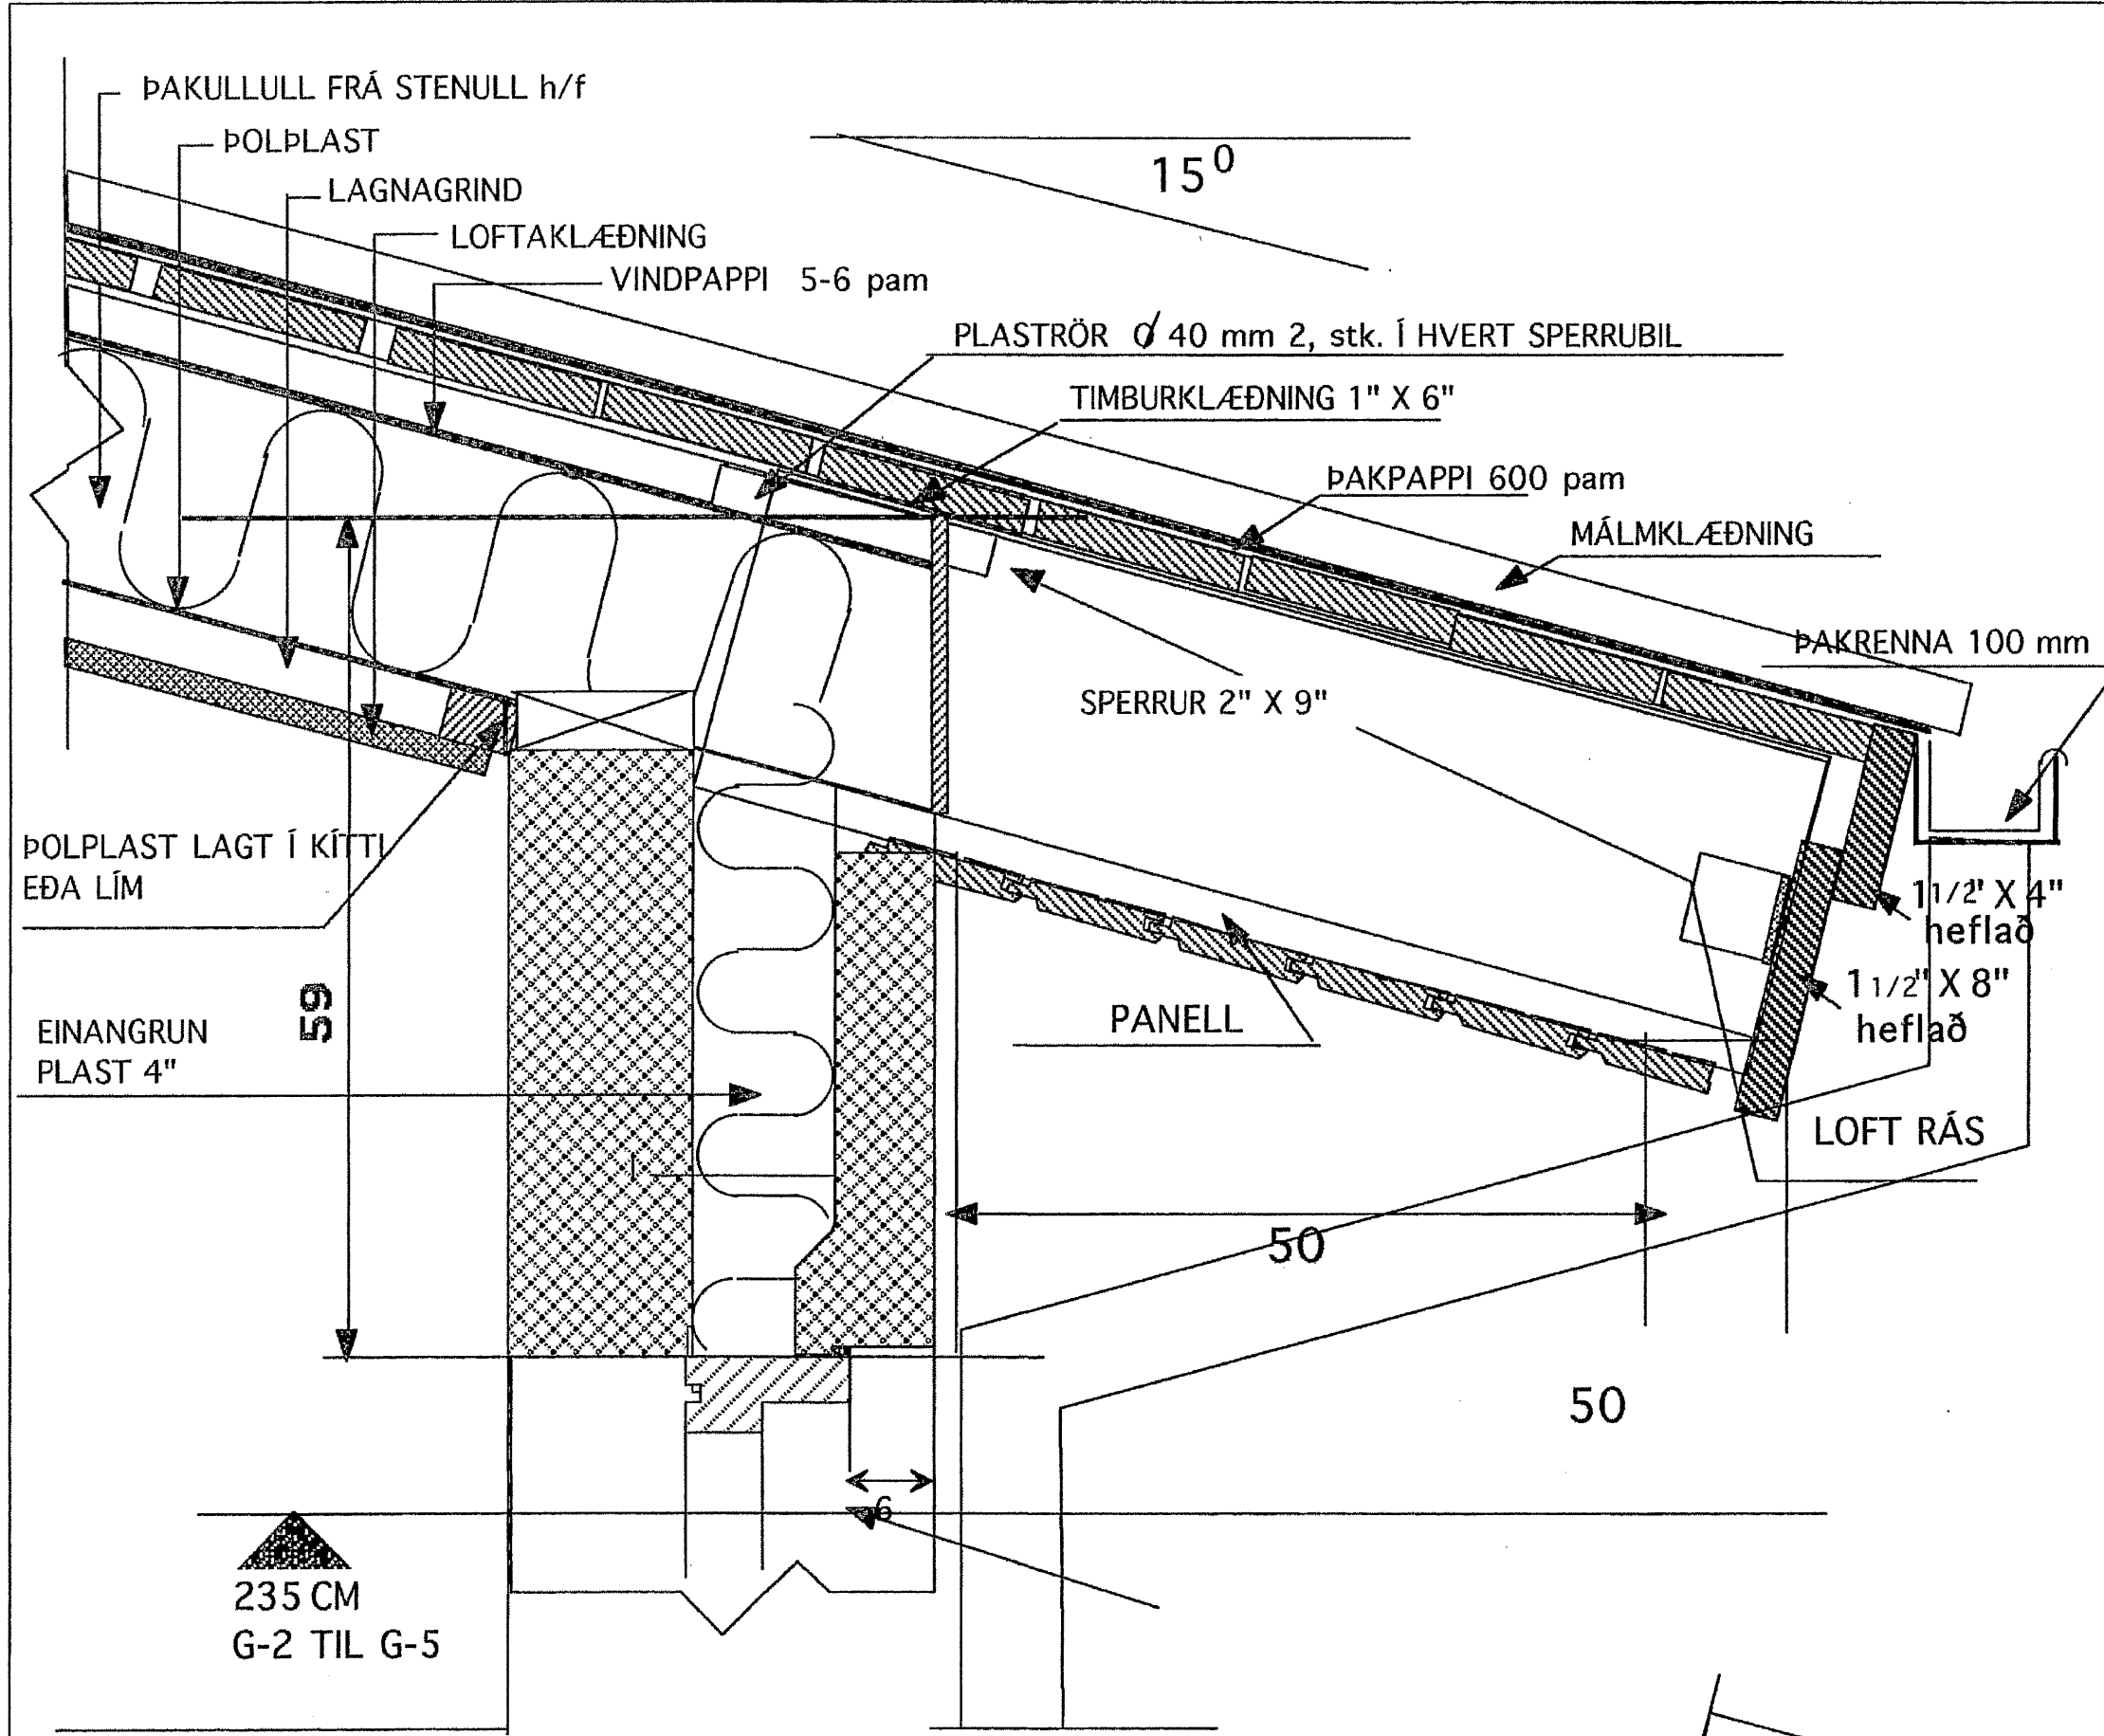 ÞAKULLULL FRÁ STENULL h/f
ÞOLÞLAST
LAGNAGRIND
LOFTAKLÆÐNING
VINDPAPPI 5-6 pam
15⁰
PLASTRÖR Ø 40 mm 2, stk. Í HVERT SPERRUBIL
TIMBURKLÆÐNING 1" X 6"
ÞAKPAPPI 600 pam
MÁLMKLÆÐNING
ÞAKRENNA 100 mm
SPERRUR 2" X 9"
ÞOLPLAST LAGT Í KÍTTI
EÐA LÍM
1 1/2" X 4"
heflað
1 1/2" X 8"
heflað
59
EINANGRUN
PLAST 4"
PANELL
LOFT RÁS
50
50
6
235 CM
G-2 TIL G-5